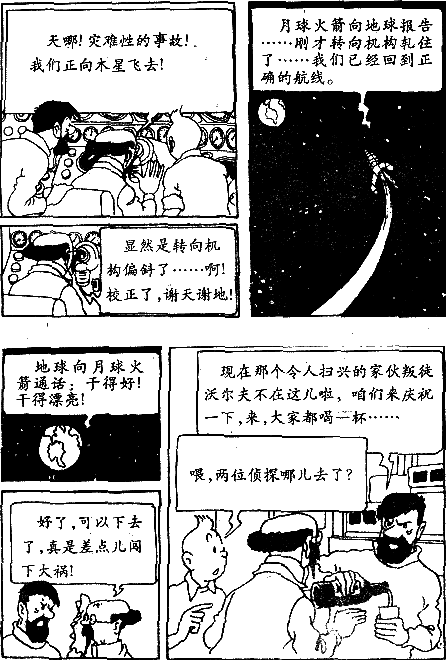 天哪!灾难性的事故!
我们正向木星飞去!
月球火箭向地球报告
……刚才转向机构轧住
了……我们已经回到正
确的航线。
显然是转向机
构偏斜了……啊!
校正了,谢天谢地!
地球向月球火
箭通话:干得好!
干得漂亮!
好了,可以下去
了,真是差点儿闯
下大祸!
现在那个令人扫兴的家伙叛徒
沃尔夫不在这儿啦,咱们来庆祝
一下,来,大家都喝一杯……
喂,两位侦探哪儿去了?